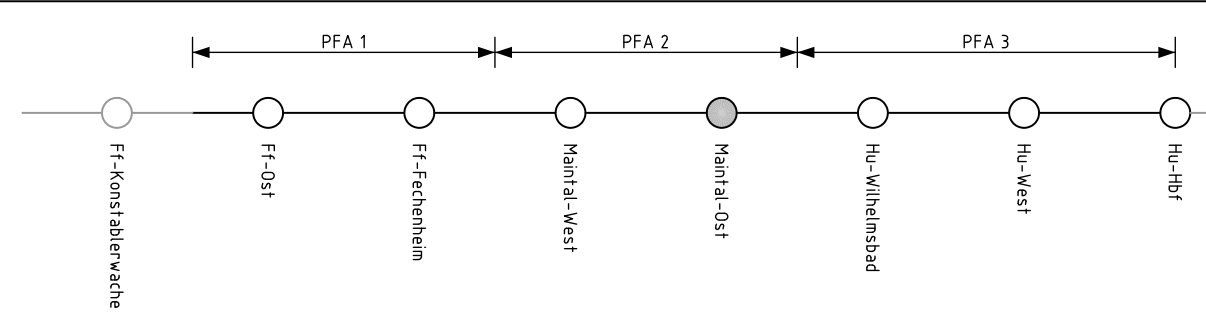 PFA 1
PFA 2
PFA 3
Ff-Konstablerwache
Ff-Ost
Ff-Fechenheim
Maintal-West
Maintal-Ost
Hu-Wilhelmsbad
Hu-West
Hu-Hbf